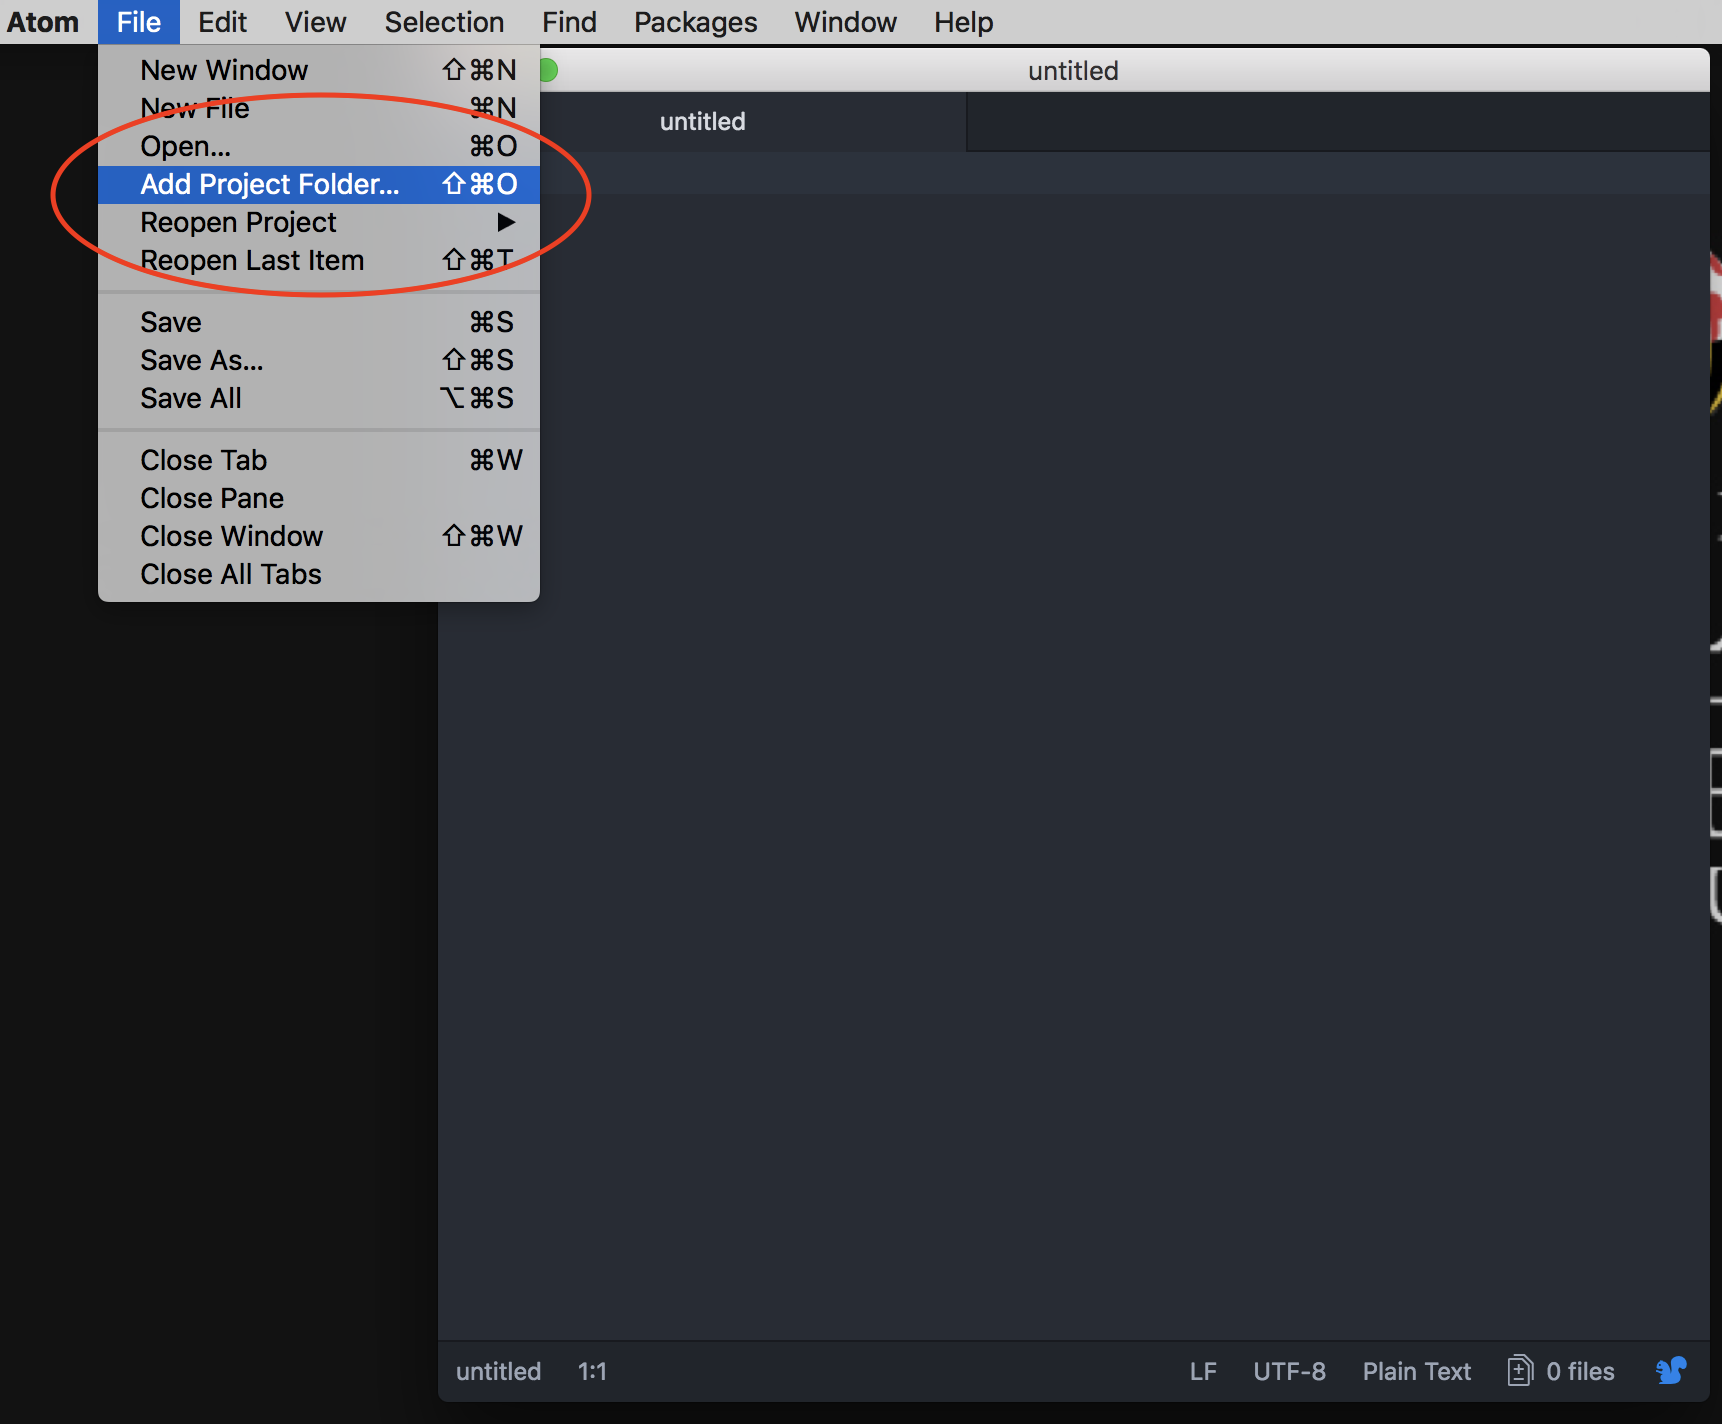 Atom File Edit View Selection Find Packages Window Help
New Window ⇧⌘N
New File ⌘N
Open... ⌘O
Add Project Folder... ⇧⌘O
Reopen Project ▶
Reopen Last Item ⇧⌘T
Save ⌘S
Save As... ⇧⌘S
Save All ⌥⌘S
Close Tab ⌘W
Close Pane
Close Window ⇧⌘W
Close All Tabs
untitled
untitled
untitled 1:1 LF UTF-8 Plain Text 0 files